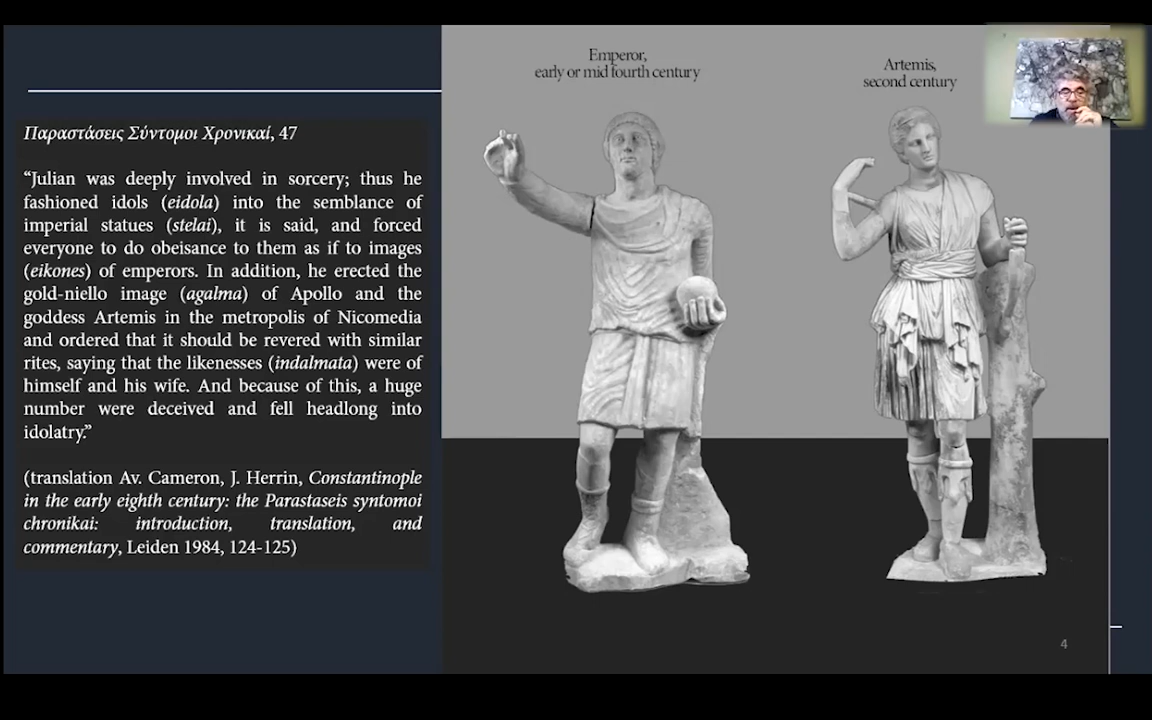 Παραστάσεις Σύντομοι Χρονικαί, 47
“Julian was deeply involved in sorcery; thus he
fashioned idols (eidola) into the semblance of
imperial statues (stelai), it is said, and forced
everyone to do obeisance to them as if to images
(eikones) of emperors. In addition, he erected the
gold-niello image (agalma) of Apollo and the
goddess Artemis in the metropolis of Nicomedia
and ordered that it should be revered with similar
rites, saying that the likenesses (indalmata) were of
himself and his wife. And because of this, a huge
number were deceived and fell headlong into
idolatry.”
(translation Av. Cameron, J. Herrin, Constantinople
in the early eighth century: the Parastaseis syntomoi
chronikai: introduction, translation, and
commentary, Leiden 1984, 124-125)
Emperor,
early or mid fourth century
Artemis,
second century
4